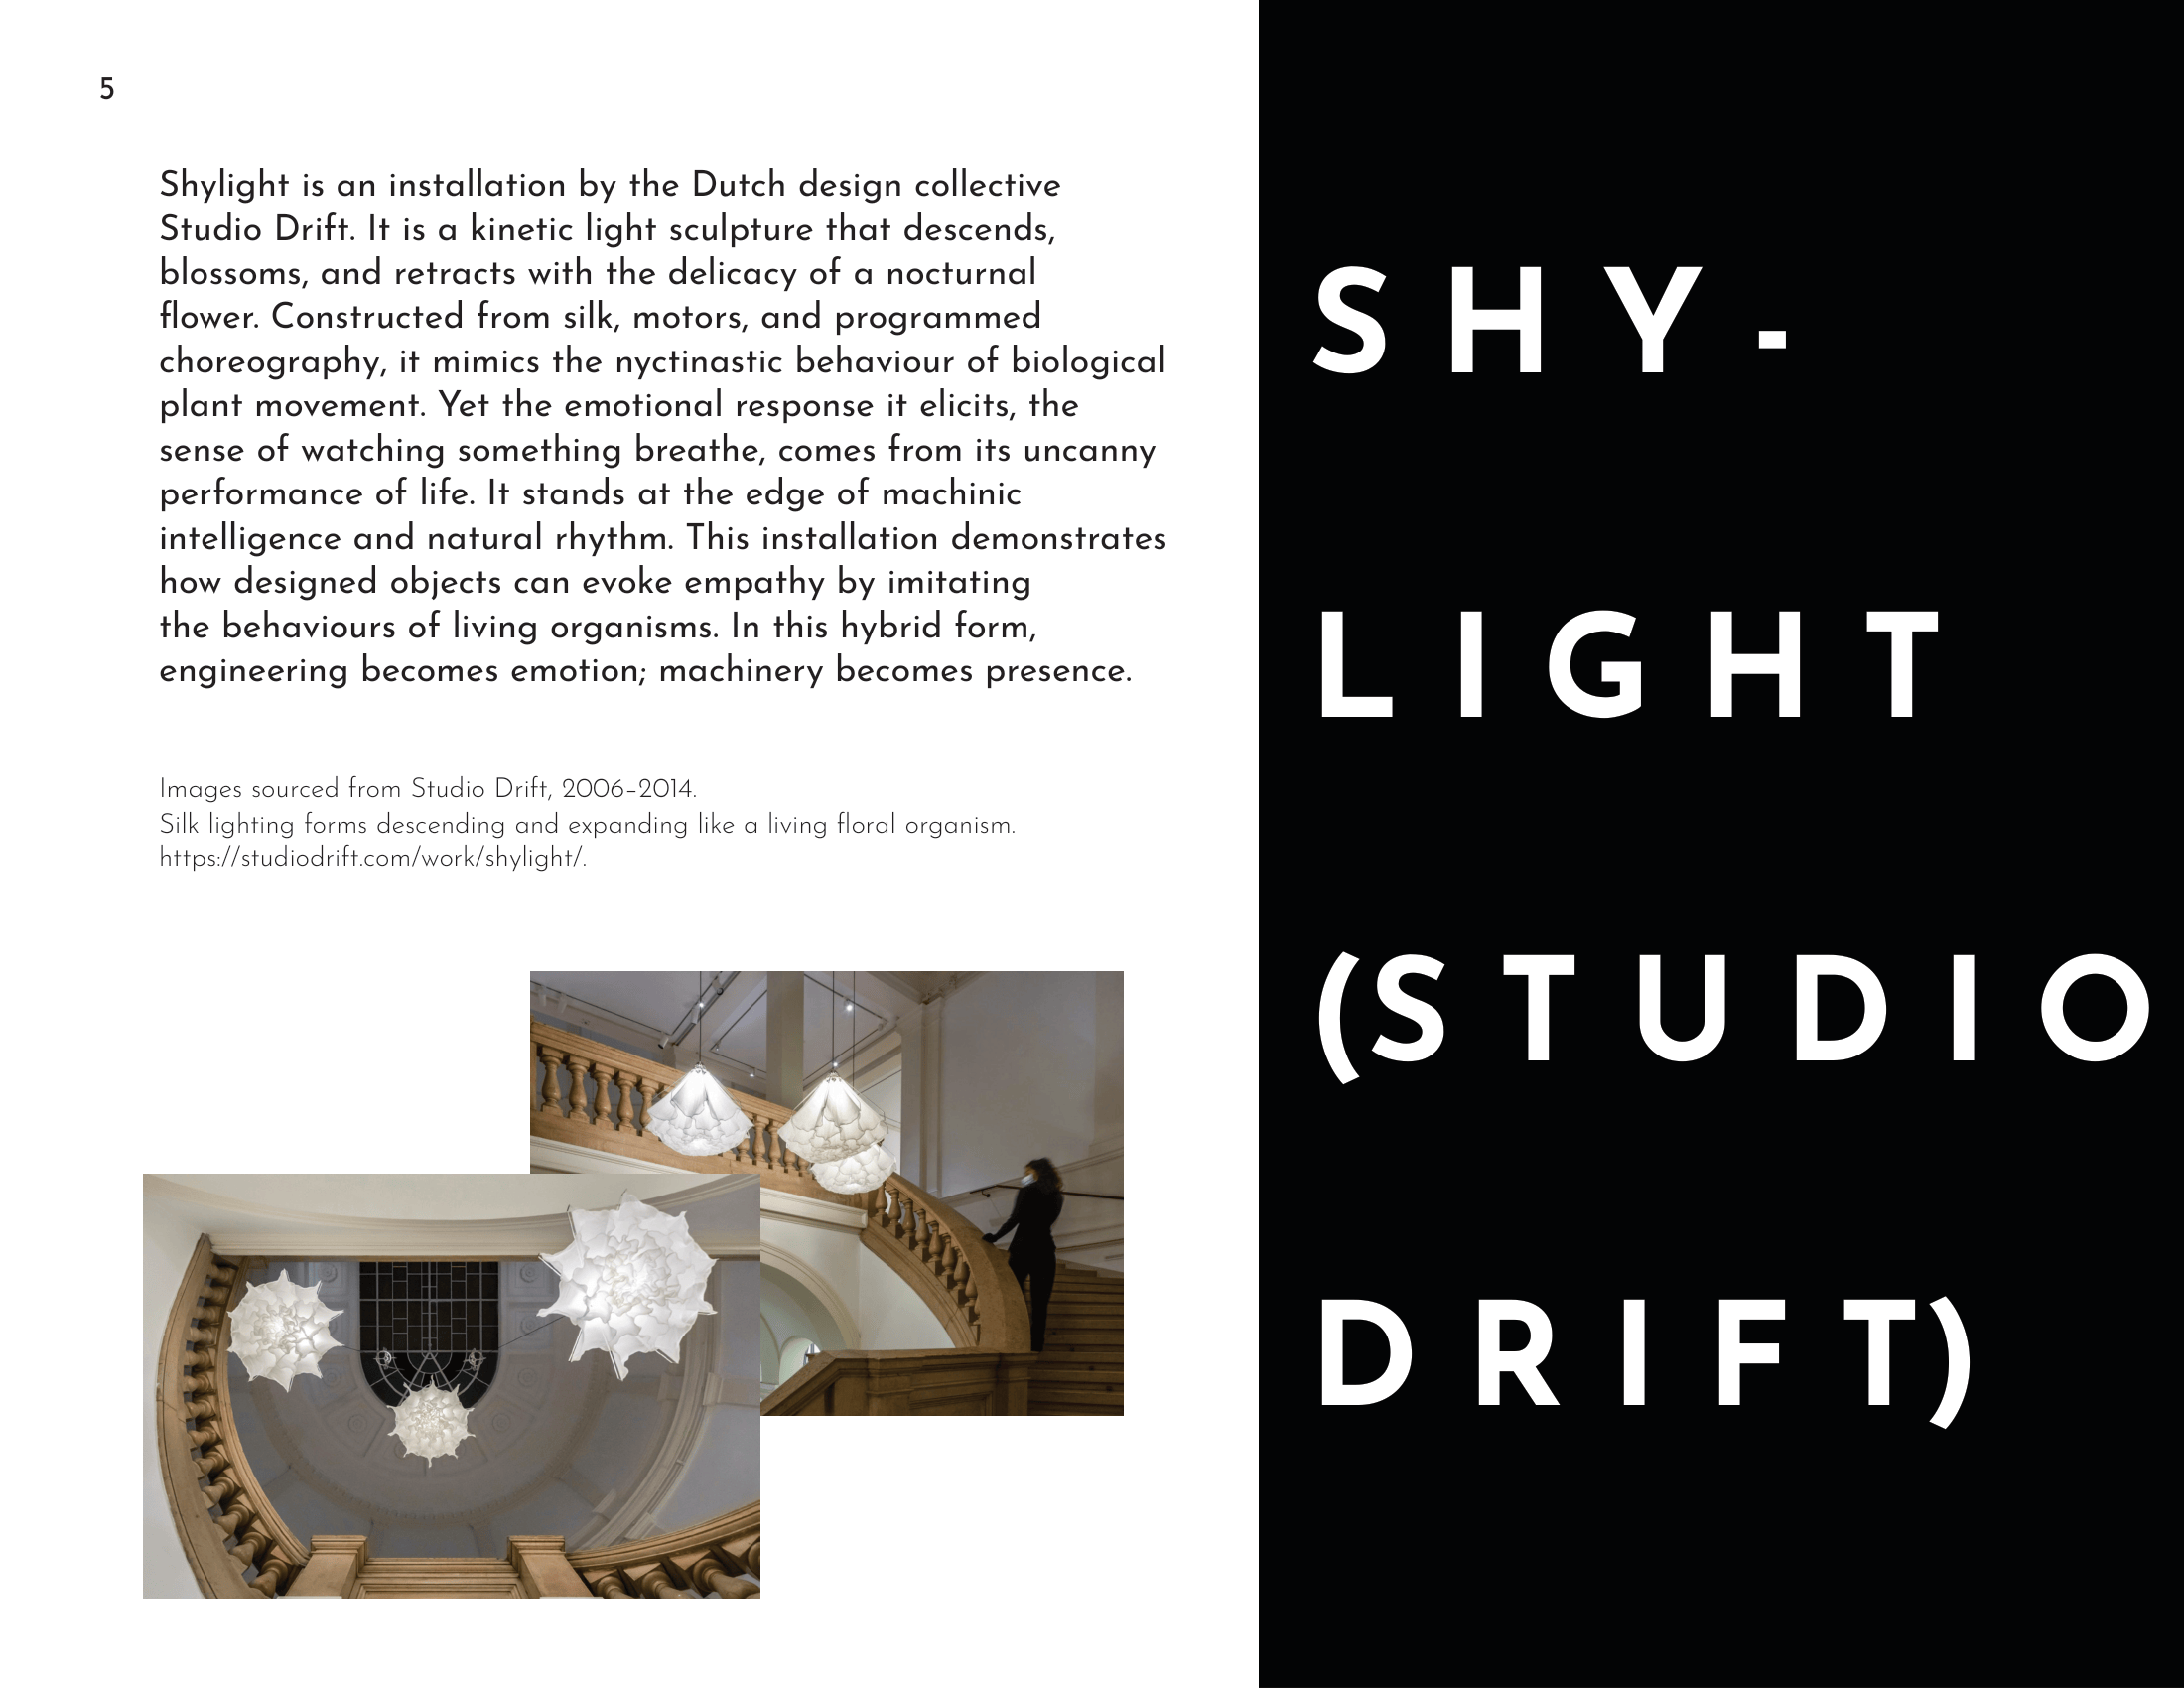 5
Shylight is an installation by the Dutch design collective
Studio Drift. It is a kinetic light sculpture that descends,
blossoms, and retracts with the delicacy of a nocturnal
flower. Constructed from silk, motors, and programmed
choreography, it mimics the nyctinastic behaviour of biological
plant movement. Yet the emotional response it elicits, the
sense of watching something breathe, comes from its uncanny
performance of life. It stands at the edge of machinic
intelligence and natural rhythm. This installation demonstrates
how designed objects can evoke empathy by imitating
the behaviours of living organisms. In this hybrid form,
engineering becomes emotion; machinery becomes presence.
Images sourced from Studio Drift, 2006–2014.
Silk lighting forms descending and expanding like a living floral organism.
https://studiodrift.com/work/shylight/.
SHY-
LIGHT
(STUDIO
DRIFT)